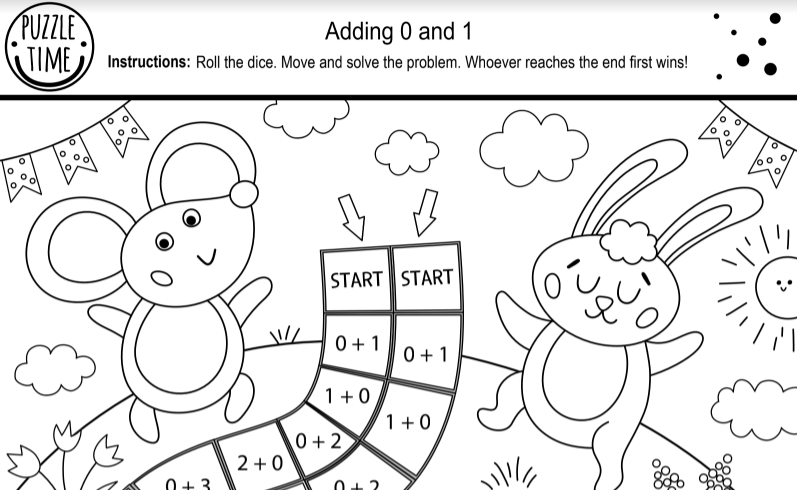 PUZZLE
TIME
Adding 0 and 1
Instructions: Roll the dice. Move and solve the problem. Whoever reaches the end first wins!
START START
0 + 1 0 + 1
1 + 0 1 + 0
0 + 2
2 + 0
0 + 3 0 + 2